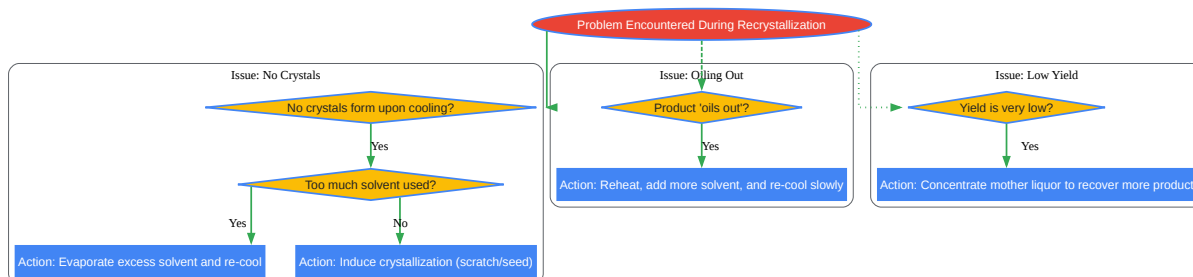 Problem Encountered During Recrystallization
Issue: No Crystals
Issue: Oiling Out
Issue: Low Yield
No crystals form upon cooling?
Product 'oils out'?
Yield is very low?
Yes
Yes
Yes
Too much solvent used?
Action: Reheat, add more solvent, and re-cool slowly
Action: Concentrate mother liquor to recover more product
Yes
No
Action: Evaporate excess solvent and re-cool
Action: Induce crystallization (scratch/seed)